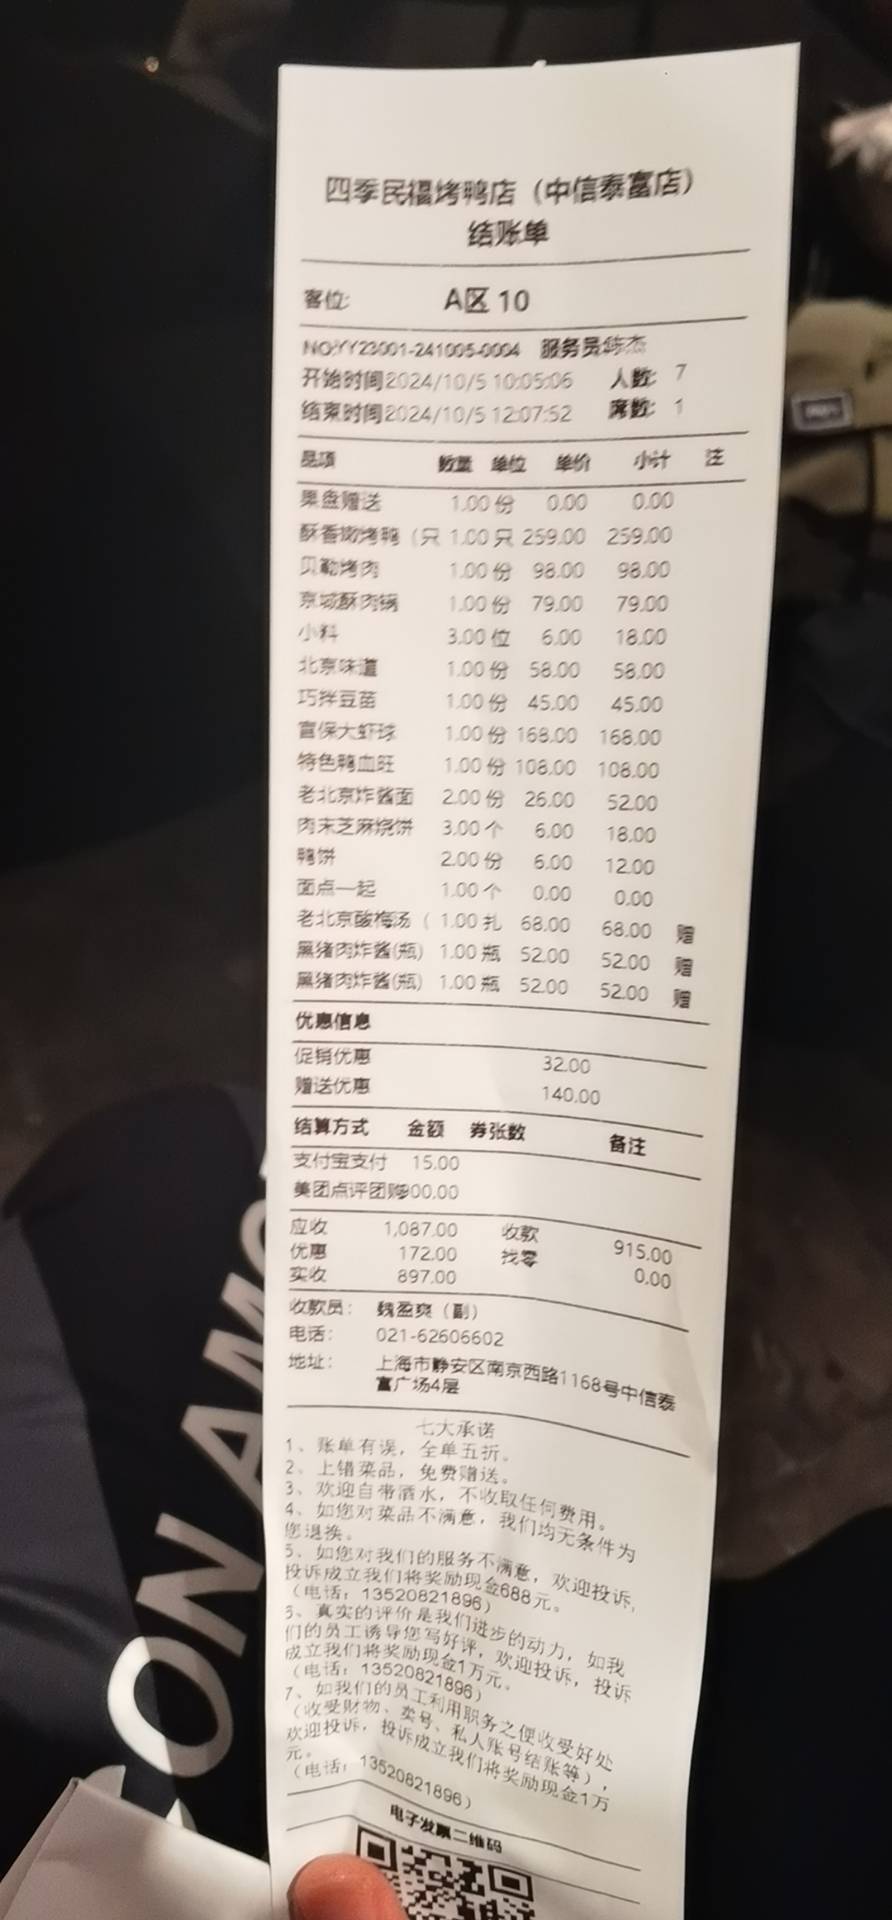 四季民福烤鸭店（中信泰富店）
结账单
客位: A区 10
NO:YY23001-241005-0004 服务员:陈杰
开始时间2024/10/5 10:05:06 人数: 7
结束时间2024/10/5 12:07:52 席数: 1
品项 数量 单位 单价 小计 注
果盘赠送 1.00 份 0.00 0.00
酥香嫩烤鸭（只 1.00 只 259.00 259.00
贝勒烤肉 1.00 份 98.00 98.00
京城酥肉锅 1.00 份 79.00 79.00
小料 3.00 位 6.00 18.00
北京味道 1.00 份 58.00 58.00
巧拌豆苗 1.00 份 45.00 45.00
宫保大虾球 1.00 份 168.00 168.00
特色鸭血旺 1.00 份 108.00 108.00
老北京炸酱面 2.00 份 26.00 52.00
肉末芝麻烧饼 3.00 个 6.00 18.00
鸭饼 2.00 份 6.00 12.00
面点一起 1.00 个 0.00 0.00
老北京酸梅汤（ 1.00 扎 68.00 68.00 赠
黑猪肉炸酱(瓶) 1.00 瓶 52.00 52.00 赠
黑猪肉炸酱(瓶) 1.00 瓶 52.00 52.00 赠
优惠信息
促销优惠 32.00
赠送优惠 140.00
结算方式 金额 券张数 备注
支付宝支付 15.00
美团点评团购900.00
应收 1,087.00 收款 915.00
优惠 172.00 找零 0.00
实收 897.00
收款员: 魏盈爽（副）
电话: 021-62606602
地址: 上海市静安区南京西路1168号中信泰
富广场4层
七大承诺
1、账单有误，全单五折。
2、上错菜品，免费赠送。
3、欢迎自带酒水，不收取任何费用。
4、如您对菜品不满意，我们均无条件为
您退换。
5、如您对我们的服务不满意，欢迎投诉，
投诉成立我们将奖励现金688元。
（电话：13520821896）
6、真实的评价是我们进步的动力，如我
们的员工诱导您写好评，欢迎投诉，投诉
成立我们将奖励现金1万元。
（电话：13520821896）
7、如我们的员工利用职务之便收受好处
（收受财物、卖号、私人账号结账等），
欢迎投诉，投诉成立我们将奖励现金1万
元。
（电话：13520821896）
电子发票二维码
ON AMO